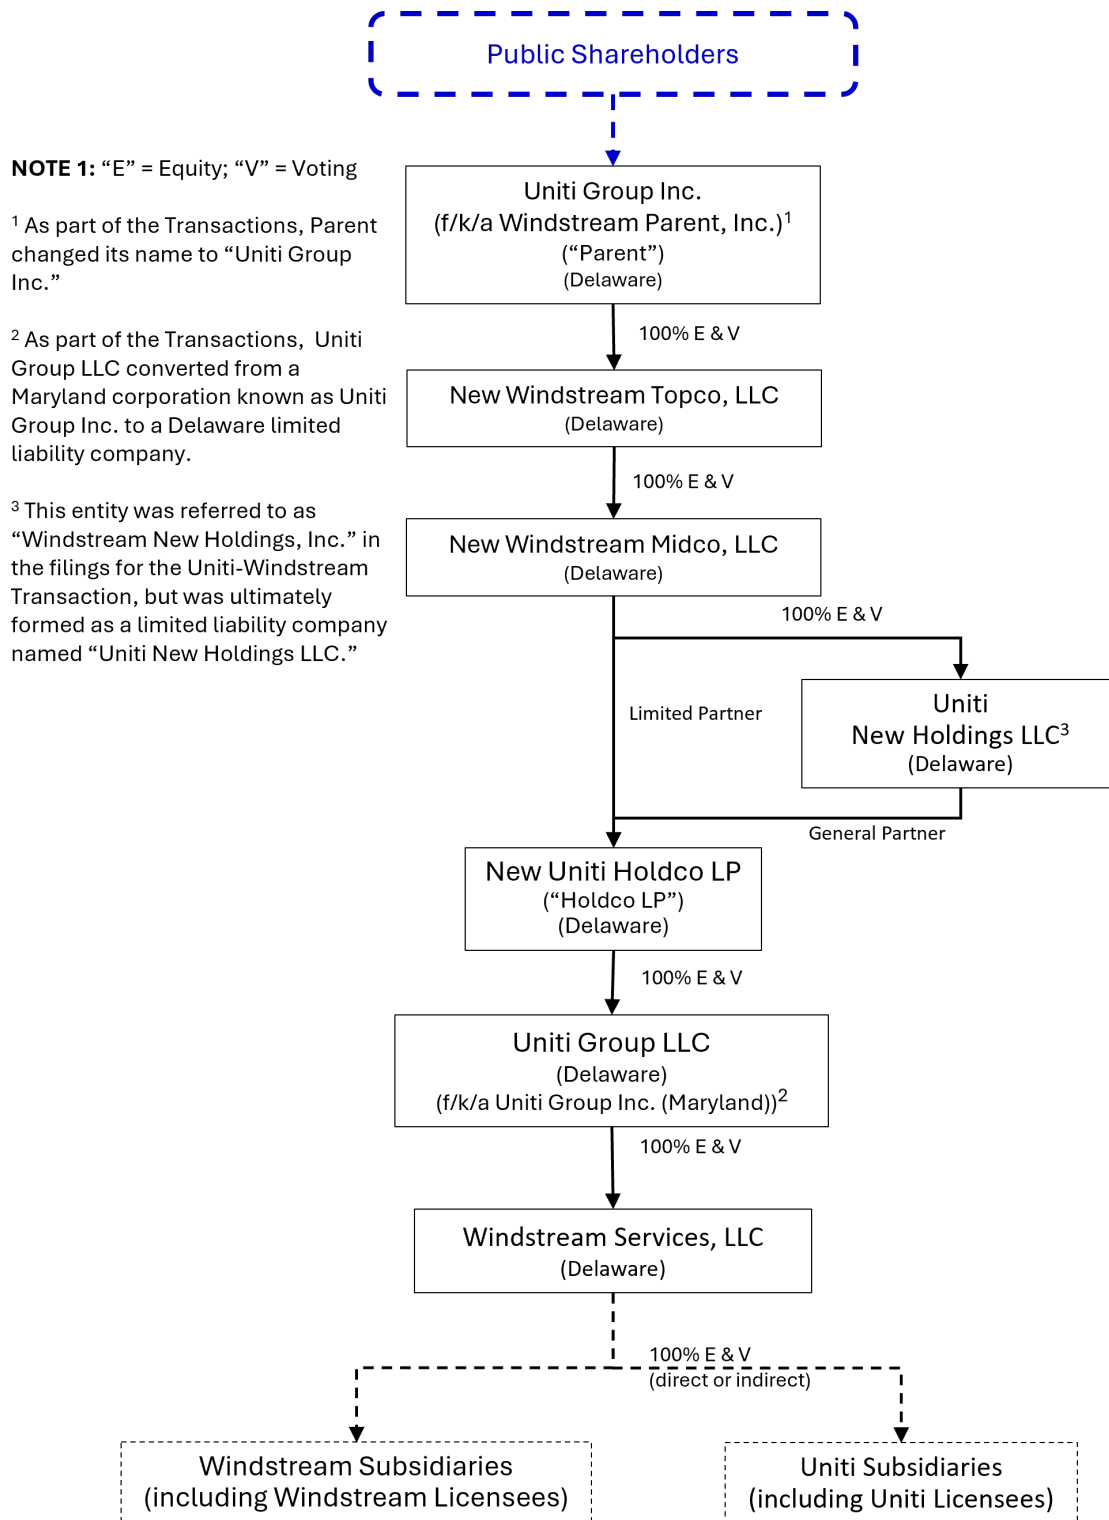 Public Shareholders
NOTE 1: “E” = Equity; “V” = Voting
¹ As part of the Transactions, Parent
changed its name to “Uniti Group
Inc.”
² As part of the Transactions,  Uniti
Group LLC converted from a
Maryland corporation known as Uniti
Group Inc. to a Delaware limited
liability company.
³ This entity was referred to as
“Windstream New Holdings, Inc.” in
the filings for the Uniti-Windstream
Transaction, but was ultimately
formed as a limited liability company
named “Uniti New Holdings LLC.”
Uniti Group Inc.
(f/k/a Windstream Parent, Inc.)¹
(“Parent”)
(Delaware)
100% E & V
New Windstream Topco, LLC
(Delaware)
100% E & V
New Windstream Midco, LLC
(Delaware)
100% E & V
Limited Partner
Uniti
New Holdings LLC³
(Delaware)
General Partner
New Uniti Holdco LP
(“Holdco LP”)
(Delaware)
100% E & V
Uniti Group LLC
(Delaware)
(f/k/a Uniti Group Inc. (Maryland))²
100% E & V
Windstream Services, LLC
(Delaware)
100% E & V
(direct or indirect)
Windstream Subsidiaries
(including Windstream Licensees)
Uniti Subsidiaries
(including Uniti Licensees)